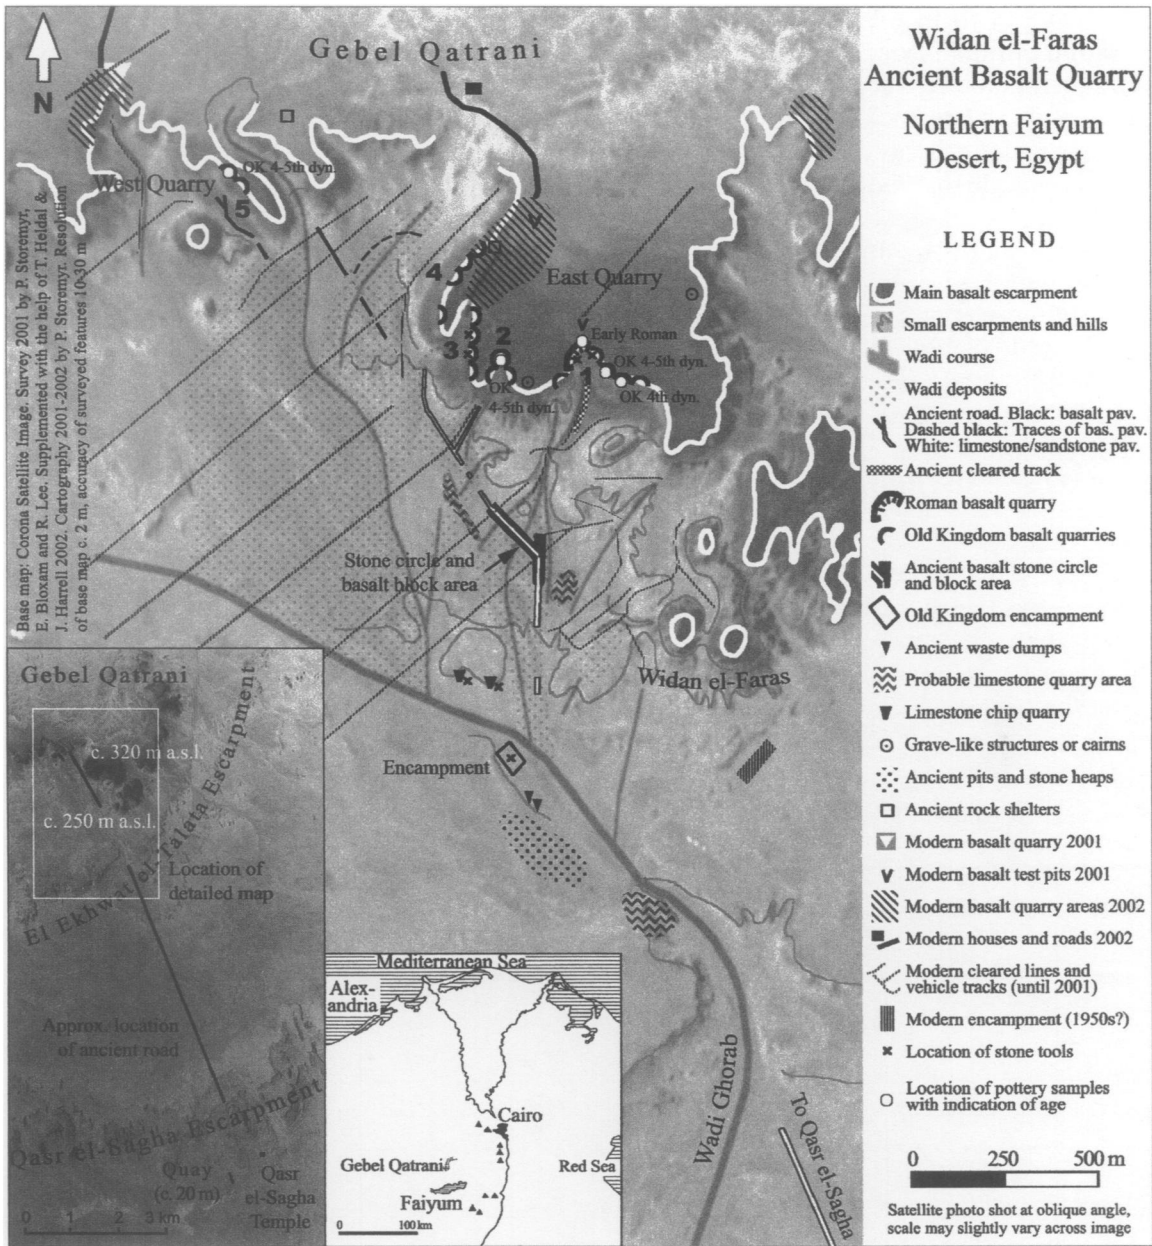 Gebel Qatrani
N
West Quarry
OK 4-5th dyn.
5
4
3
2
East Quarry
Early Roman
OK 4-5th dyn.
OK 4th dyn.
OK
4-5th dyn.
Stone circle and
basalt block area
Widan el-Faras
Encampment
Wadi Ghorab
To Qasr el-Sagha
Base map: Corona Satellite Image. Survey 2001 by P. Storemyr,
E. Bloxam and R. Lee. Supplemented with the help of T. Heldal &
J. Harrell 2002. Cartography 2001-2002 by P. Storemyr. Resolution
of base map c. 2 m, accuracy of surveyed features 10-30 m
Gebel Qatrani
c. 320 m a.s.l.
c. 250 m a.s.l.
El Ekhwat el-Talata Escarpment
Location of
detailed map
Approx. location
of ancient road
Qasr el-Sagha Escarpment
Quay
(c. 20 m)
Qasr
el-Sagha
Temple
0 1 2 3 km
Mediterranean Sea
Alex-
andria
Cairo
Gebel Qatrani
Red Sea
Faiyum
0 100 km
Widan el-Faras
Ancient Basalt Quarry
Northern Faiyum
Desert, Egypt
LEGEND
Main basalt escarpment
Small escarpments and hills
Wadi course
Wadi deposits
Ancient road. Black: basalt pav.
Dashed black: Traces of bas. pav.
White: limestone/sandstone pav.
Ancient cleared track
Roman basalt quarry
Old Kingdom basalt quarries
Ancient basalt stone circle
and block area
Old Kingdom encampment
Ancient waste dumps
Probable limestone quarry area
Limestone chip quarry
Grave-like structures or cairns
Ancient pits and stone heaps
Ancient rock shelters
Modern basalt quarry 2001
Modern basalt test pits 2001
Modern basalt quarry areas 2002
Modern houses and roads 2002
Modern cleared lines and
vehicle tracks (until 2001)
Modern encampment (1950s?)
Location of stone tools
Location of pottery samples
with indication of age
0 250 500 m
Satellite photo shot at oblique angle,
scale may slightly vary across image